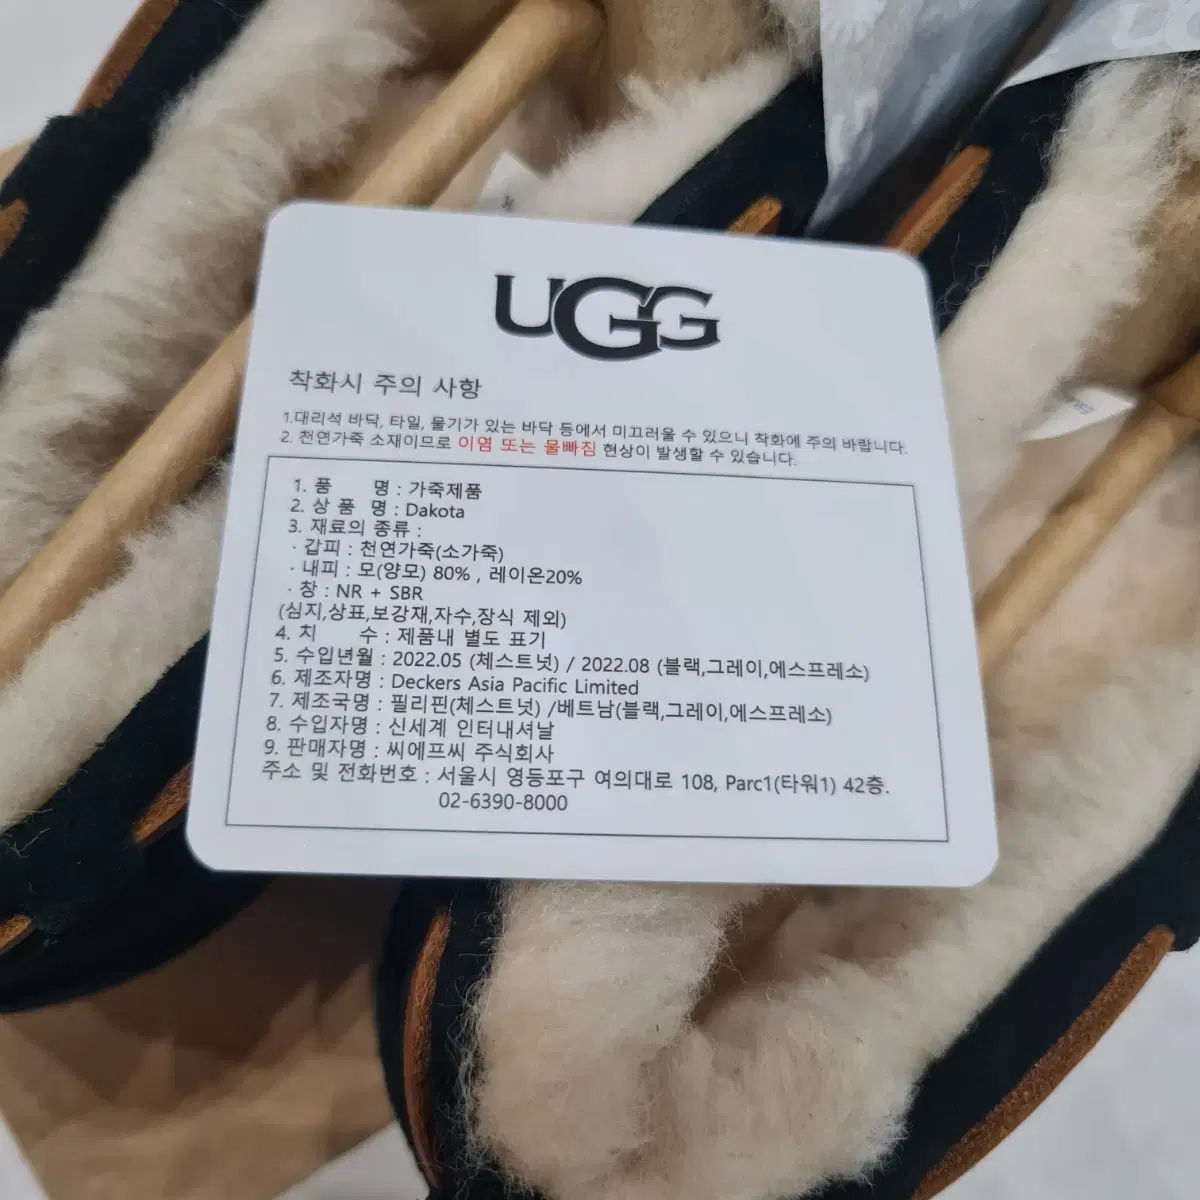 UGG
착화시 주의 사항
1.대리석 바닥, 타일, 물기가 있는 바닥 등에서 미끄러울 수 있으니 착화에 주의 바랍니다.
2. 천연가죽 소재이므로 이염 또는 물빠짐 현상이 발생할 수 있습니다.
1. 품 명 : 가죽제품
2. 상 품 명 : Dakota
3. 재료의 종류 :
· 갑피 : 천연가죽(소가죽)
· 내피 : 모(양모) 80% , 레이온20%
· 창 : NR + SBR
(심지,상표,보강재,자수,장식 제외)
4. 치 수 : 제품내 별도 표기
5. 수입년월 : 2022.05 (체스트넛) / 2022.08 (블랙,그레이,에스프레소)
6. 제조자명 : Deckers Asia Pacific Limited
7. 제조국명 : 필리핀(체스트넛) /베트남(블랙,그레이,에스프레소)
8. 수입자명 : 신세계 인터내셔날
9. 판매자명 : 씨에프씨 주식회사
주소 및 전화번호 : 서울시 영등포구 여의대로 108, Parc1(타워1) 42층.
02-6390-8000